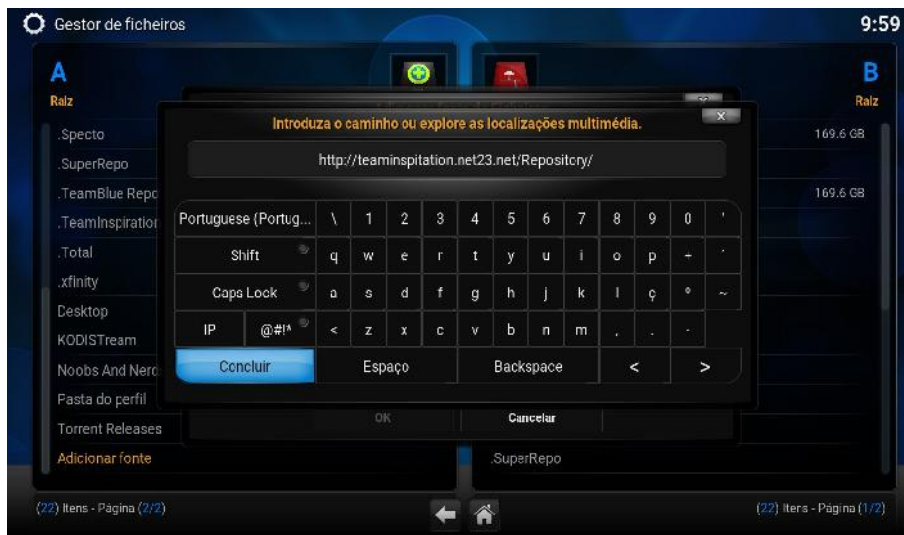 Gestor de ficheiros
9:59
A
B
Raiz
Raiz
Introduza o caminho ou explore as localizações multimédia.
http://teaminspitation.net23.net/Repository/
.Specto
169.6 GB
.SuperRepo
.TeamBlue Repo
169.6 GB
.TeamInspiration
.Total
.xfinity
Desktop
KODISTream
Noobs And Nerd
Pasta do perfil
Torrent Releases
Adicionar fonte
Portuguese (Portug... \ 1 2 3 4 5 6 7 8 9 0 '
Shift q w e r t y u i o p + ´
Caps Lock a s d f g h j k l ç º ~
IP @#!* < z x c v b n m , . -
Concluir Espaço Backspace < >
OK Cancelar
.SuperRepo
(22) Itens - Página (2/2)
(22) Itens - Página (1/2)